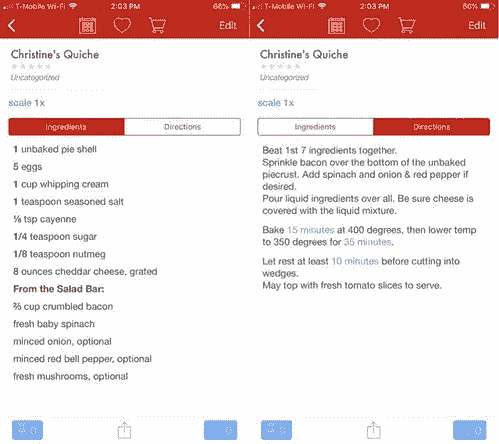 T-Mobile Wi-Fi 2:03 PM 66%
Edit
Christine's Quiche
Uncategorized
scale 1x
Ingredients Directions
1 unbaked pie shell
5 eggs
1 cup whipping cream
1 teaspoon seasoned salt
⅛ tsp cayenne
1/4 teaspoon sugar
1/8 teaspoon nutmeg
8 ounces cheddar cheese, grated
From the Salad Bar:
⅔ cup crumbled bacon
fresh baby spinach
minced onion, optional
minced red bell pepper, optional
fresh mushrooms, optional
0 0
T-Mobile Wi-Fi 2:03 PM 66%
Edit
Christine's Quiche
Uncategorized
scale 1x
Ingredients Directions
Beat 1st 7 ingredients together.
Sprinkle bacon over the bottom of the unbaked
piecrust. Add spinach and onion & red pepper if
desired.
Pour liquid ingredients over all. Be sure cheese is
covered with the liquid mixture.
Bake 15 minutes at 400 degrees, then lower temp
to 350 degrees for 35 minutes.
Let rest at least 10 minutes before cutting into
wedges.
May top with fresh tomato slices to serve.
0 0